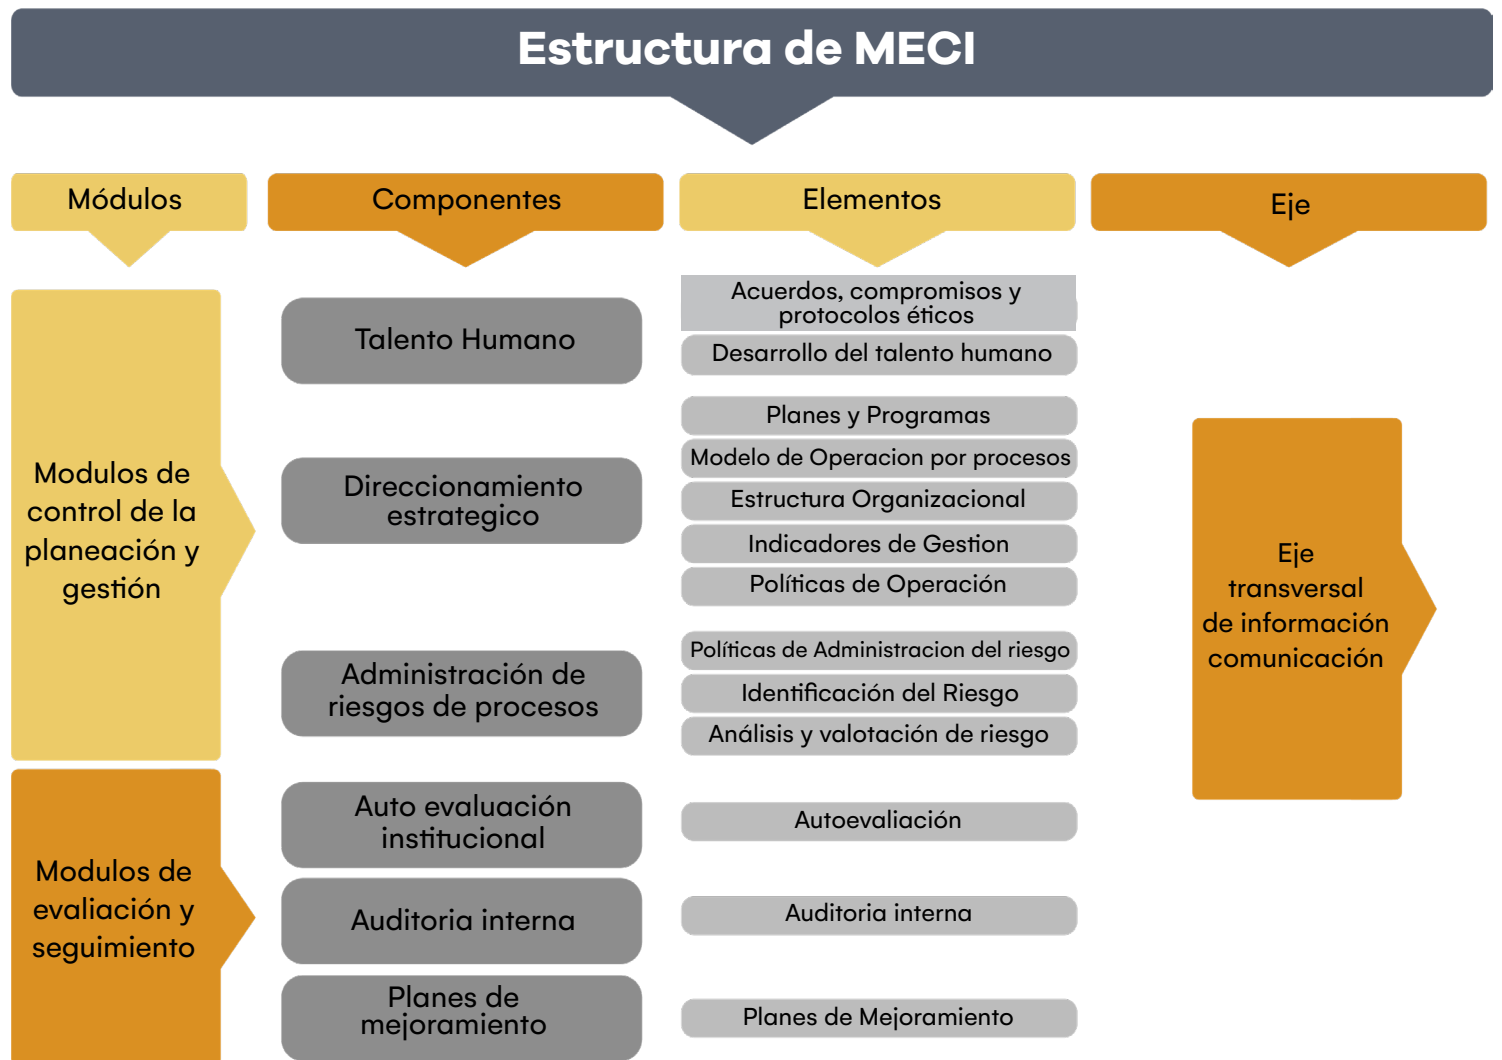 Estructura de MECI
Módulos
Componentes
Elementos
Eje
Modulos de
control de la
planeación y
gestión
Talento Humano
Acuerdos, compromisos y
protocolos éticos
Desarrollo del talento humano
Direccionamiento
estrategico
Planes y Programas
Modelo de Operacion por procesos
Estructura Organizacional
Indicadores de Gestion
Políticas de Operación
Administración de
riesgos de procesos
Políticas de Administracion del riesgo
Identificación del Riesgo
Análisis y valotación de riesgo
Modulos de
evaliación y
seguimiento
Auto evaluación
institucional
Autoevaliación
Auditoria interna
Auditoria interna
Planes de
mejoramiento
Planes de Mejoramiento
Eje
transversal
de información
comunicación